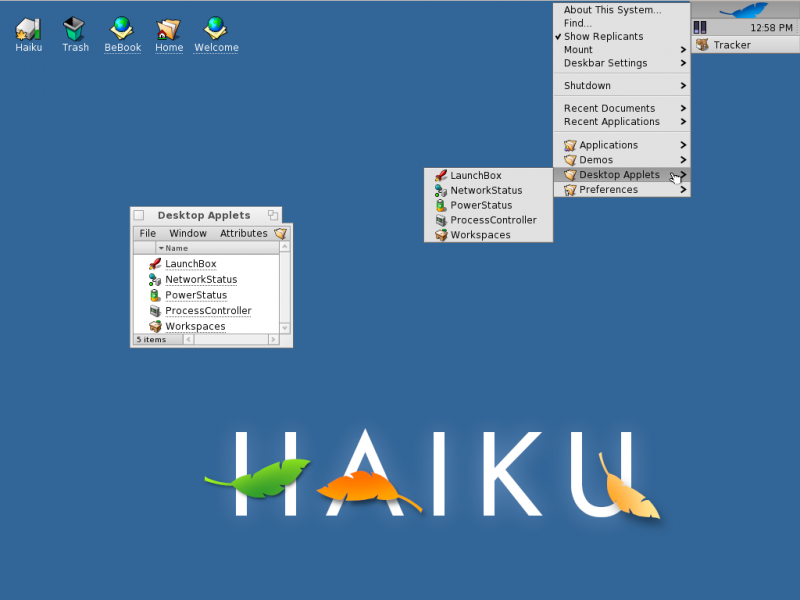 Haiku
Trash
BeBook
Home
Welcome
About This System...
Find...
Show Replicants
Mount
Deskbar Settings
Shutdown
Recent Documents
Recent Applications
Applications
Demos
Desktop Applets
Preferences
12:58 PM
Tracker
LaunchBox
NetworkStatus
PowerStatus
ProcessController
Workspaces
Desktop Applets
File Window Attributes
Name
LaunchBox
NetworkStatus
PowerStatus
ProcessController
Workspaces
5 items
HAIKU